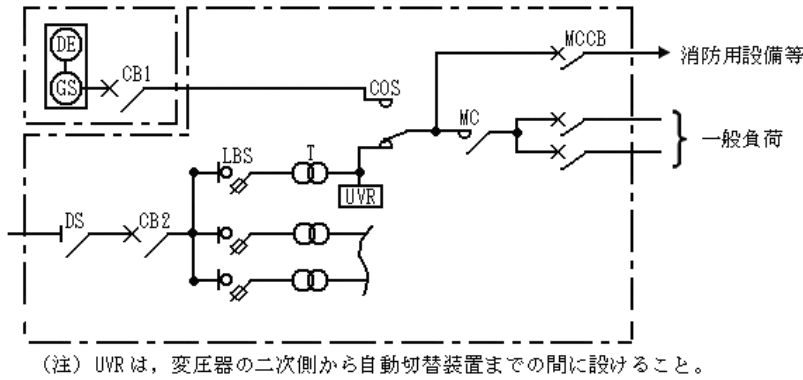 DE
GS
CB1
COS
MCCB
消防用設備等
MC
一般負荷
LBS
T
UVR
DS
CB2
(注) UVRは，変圧器の二次側から自動切替装置までの間に設けること。